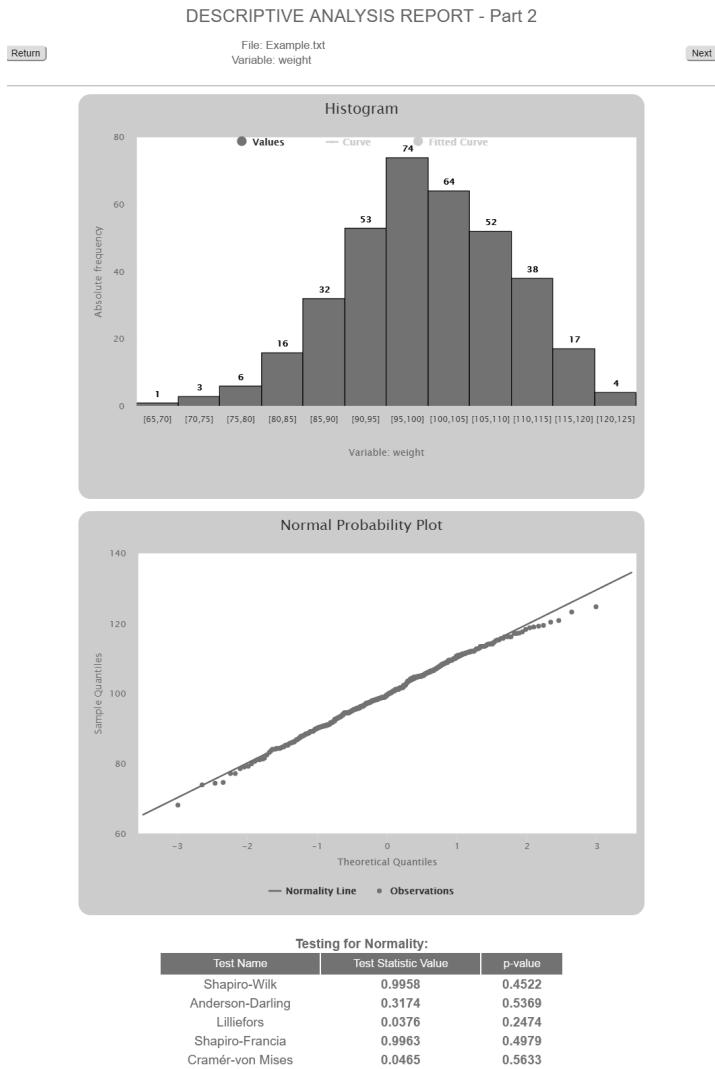 DESCRIPTIVE ANALYSIS REPORT - Part 2
File: Example.txt
Return
Next
Variable: weight
Histogram
Values Curve Fitted Curve
80
60
40
20
0
Absolute frequency
1 3 6 16 32 53 74 64 52 38 17 4
[65,70] [70,75] [75,80] [80,85] [85,90] [90,95] [95,100] [100,105] [105,110] [110,115] [115,120] [120,125]
Variable: weight
Normal Probability Plot
140
120
100
80
60
Sample Quantiles
-3 -2 -1 0 1 2 3
Theoretical Quantiles
Normality Line Observations
Testing for Normality:
Test Name Test Statistic Value p-value
Shapiro-Wilk 0.9958 0.4522
Anderson-Darling 0.3174 0.5369
Lilliefors 0.0376 0.2474
Shapiro-Francia 0.9963 0.4979
Cramér-von Mises 0.0465 0.5633